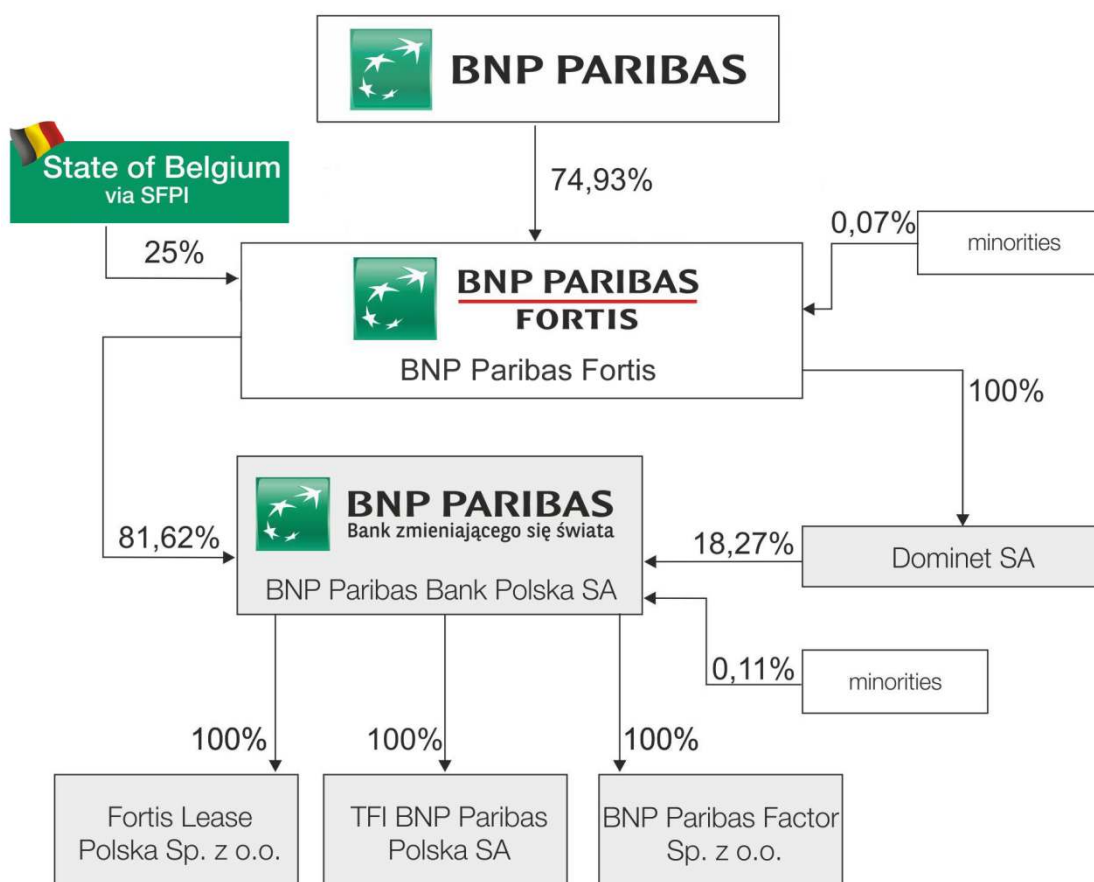 BNP PARIBAS
State of Belgium
via SFPI
74,93%
25%
0,07%
minorities
BNP PARIBAS
FORTIS
BNP Paribas Fortis
100%
BNP PARIBAS
Bank zmieniającego się świata
BNP Paribas Bank Polska SA
81,62%
18,27%
Dominet SA
0,11%
minorities
100%
100%
100%
Fortis Lease
Polska Sp. z o.o.
TFI BNP Paribas
Polska SA
BNP Paribas Factor
Sp. z o.o.